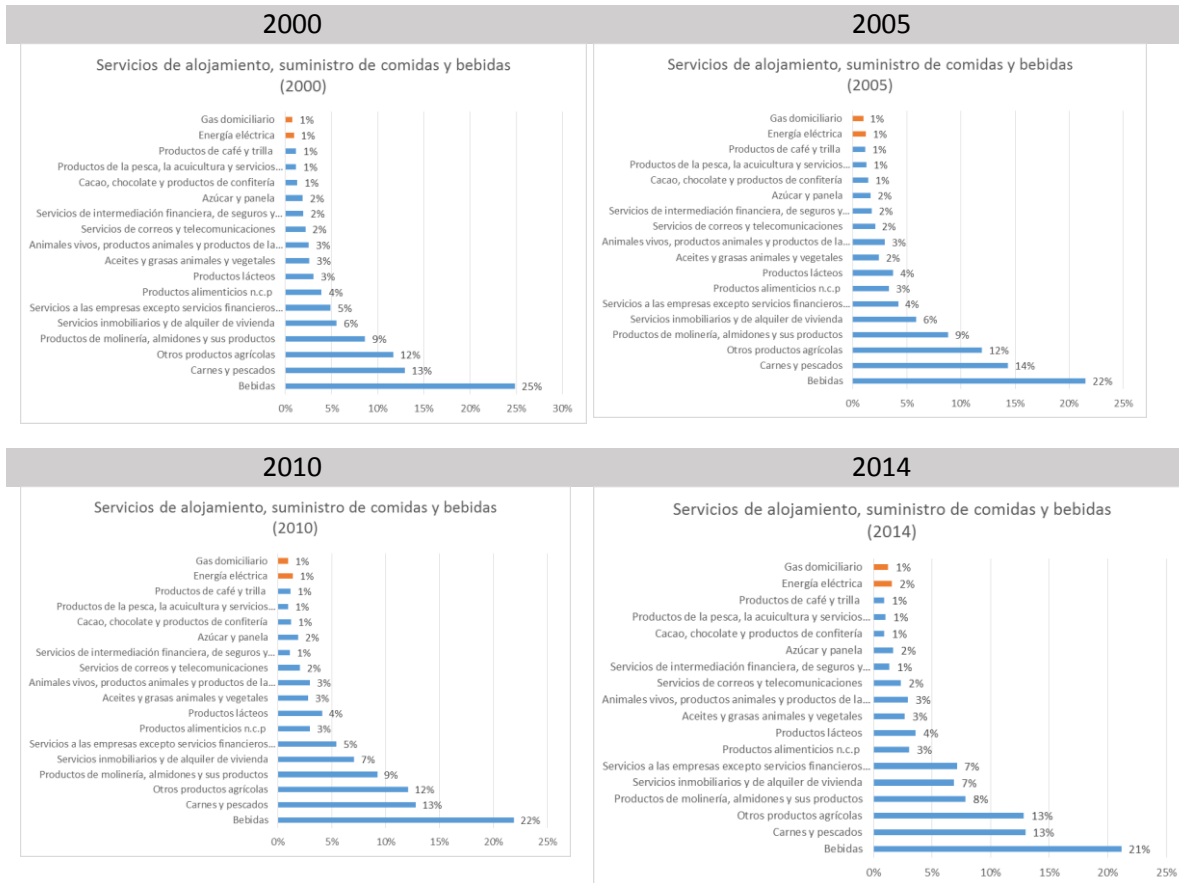 2000
Servicios de alojamiento, suministro de comidas y bebidas
(2000)
Gas domiciliario 1%
Energía eléctrica 1%
Productos de café y trilla 1%
Productos de la pesca, la acuicultura y servicios... 1%
Cacao, chocolate y productos de confitería 1%
Azúcar y panela 2%
Servicios de intermediación financiera, de seguros y... 2%
Servicios de correos y telecomunicaciones 2%
Animales vivos, productos animales y productos de la... 3%
Aceites y grasas animales y vegetales 3%
Productos lácteos 3%
Productos alimenticios n.c.p 4%
Servicios a las empresas excepto servicios financieros... 5%
Servicios inmobiliarios y de alquiler de vivienda 6%
Productos de molinería, almidones y sus productos 9%
Otros productos agrícolas 12%
Carnes y pescados 13%
Bebidas 25%
0% 5% 10% 15% 20% 25% 30%
2005
Servicios de alojamiento, suministro de comidas y bebidas
(2005)
Gas domiciliario 1%
Energía eléctrica 1%
Productos de café y trilla 1%
Productos de la pesca, la acuicultura y servicios... 1%
Cacao, chocolate y productos de confitería 1%
Azúcar y panela 2%
Servicios de intermediación financiera, de seguros y... 2%
Servicios de correos y telecomunicaciones 2%
Animales vivos, productos animales y productos de la... 3%
Aceites y grasas animales y vegetales 2%
Productos lácteos 4%
Productos alimenticios n.c.p 3%
Servicios a las empresas excepto servicios financieros... 4%
Servicios inmobiliarios y de alquiler de vivienda 6%
Productos de molinería, almidones y sus productos 9%
Otros productos agrícolas 12%
Carnes y pescados 14%
Bebidas 22%
0% 5% 10% 15% 20% 25%
2010
Servicios de alojamiento, suministro de comidas y bebidas
(2010)
Gas domiciliario 1%
Energía eléctrica 1%
Productos de café y trilla 1%
Productos de la pesca, la acuicultura y servicios... 1%
Cacao, chocolate y productos de confitería 1%
Azúcar y panela 2%
Servicios de intermediación financiera, de seguros y... 1%
Servicios de correos y telecomunicaciones 2%
Animales vivos, productos animales y productos de la... 3%
Aceites y grasas animales y vegetales 3%
Productos lácteos 4%
Productos alimenticios n.c.p 3%
Servicios a las empresas excepto servicios financieros... 5%
Servicios inmobiliarios y de alquiler de vivienda 7%
Productos de molinería, almidones y sus productos 9%
Otros productos agrícolas 12%
Carnes y pescados 13%
Bebidas 22%
0% 5% 10% 15% 20% 25%
2014
Servicios de alojamiento, suministro de comidas y bebidas
(2014)
Gas domiciliario 1%
Energía eléctrica 2%
Productos de café y trilla 1%
Productos de la pesca, la acuicultura y servicios... 1%
Cacao, chocolate y productos de confitería 1%
Azúcar y panela 2%
Servicios de intermediación financiera, de seguros y... 1%
Servicios de correos y telecomunicaciones 2%
Animales vivos, productos animales y productos de la... 3%
Aceites y grasas animales y vegetales 3%
Productos lácteos 4%
Productos alimenticios n.c.p 3%
Servicios a las empresas excepto servicios financieros... 7%
Servicios inmobiliarios y de alquiler de vivienda 7%
Productos de molinería, almidones y sus productos 8%
Otros productos agrícolas 13%
Carnes y pescados 13%
Bebidas 21%
0% 5% 10% 15% 20% 25%